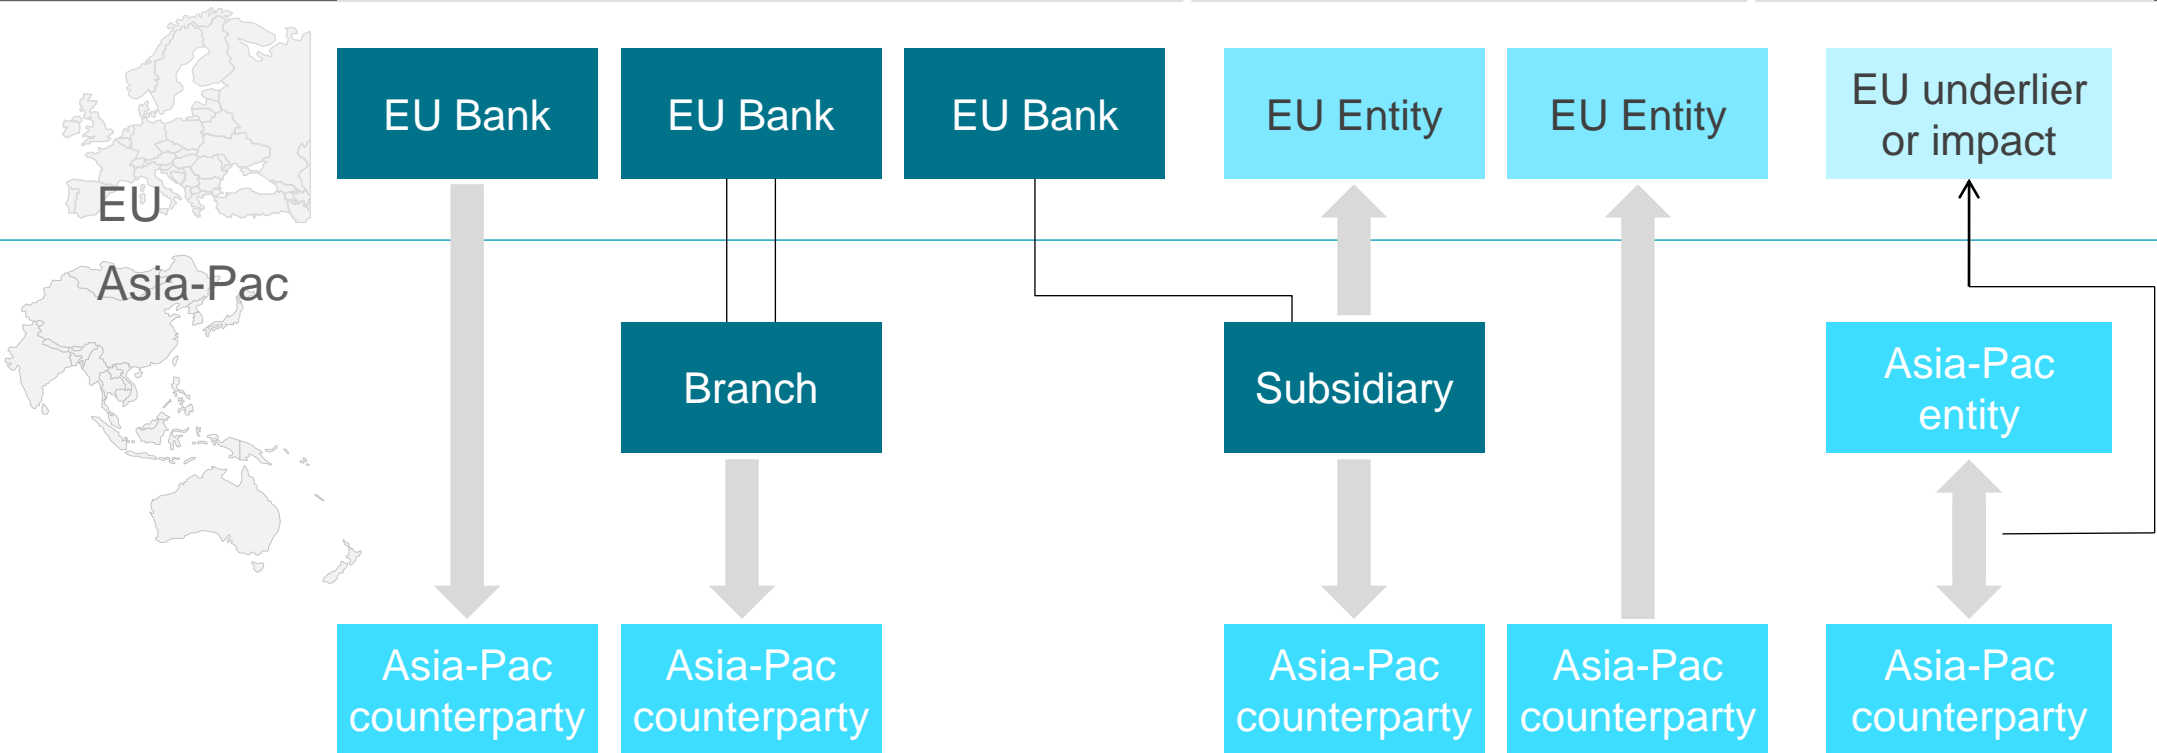 EU Bank
EU Bank
EU Bank
EU Entity
EU Entity
EU underlier
or impact
EU
Asia-Pac
Branch
Subsidiary
Asia-Pac
entity
Asia-Pac
counterparty
Asia-Pac
counterparty
Asia-Pac
counterparty
Asia-Pac
counterparty
Asia-Pac
counterparty